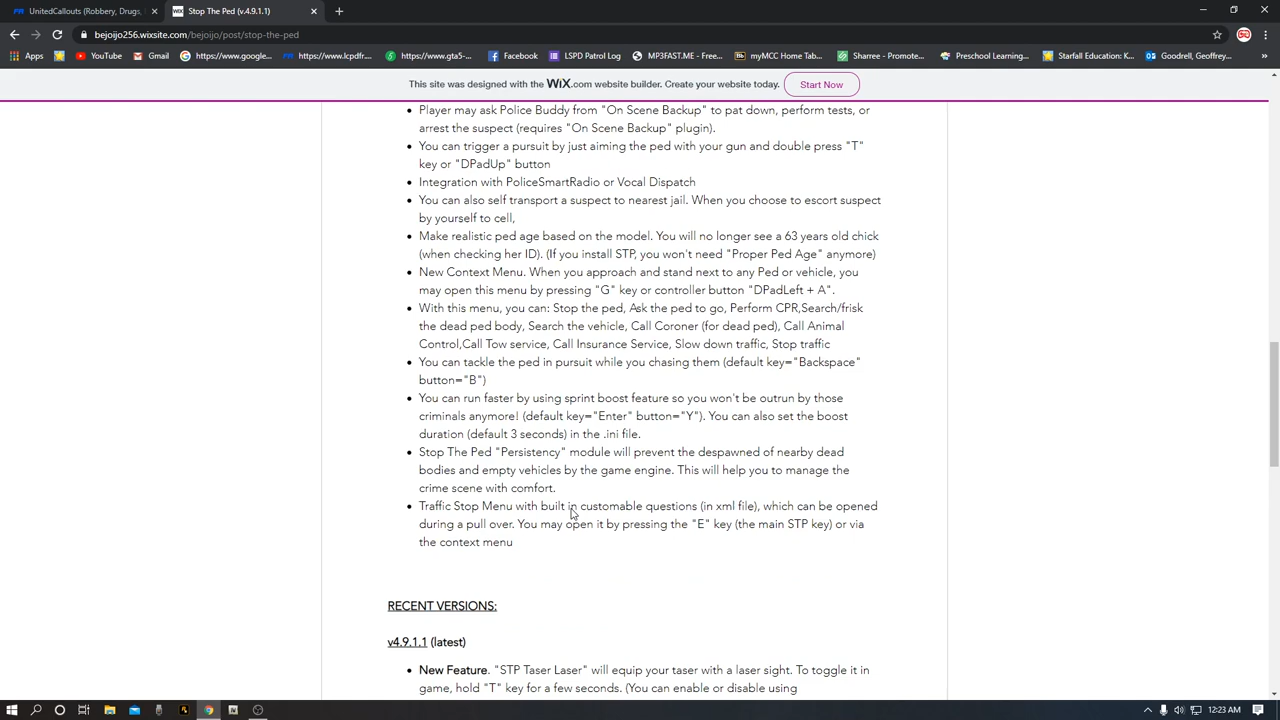 UnitedCallouts (Robbery, Drugs,
Stop The Ped (v.4.9.1.1)
bejoijo256.wixsite.com/bejoijo/post/stop-the-ped
Apps
YouTube
Gmail
https://www.google...
https://www.lcpdfr...
https://www.gta5-...
Facebook
LSPD Patrol Log
MP3FAST.ME - Free...
myMCC Home Tab...
Sharree - Promote...
Preschool Learning...
Starfall Education: K...
Goodrell, Geoffrey...
This site was designed with the WiX.com website builder. Create your website today.
Start Now
• Player may ask Police Buddy from "On Scene Backup" to pat down, perform tests, or
arrest the suspect (requires "On Scene Backup" plugin).
• You can trigger a pursuit by just aiming the ped with your gun and double press "T"
key or "DPadUp" button
• Integration with PoliceSmartRadio or Vocal Dispatch
• You can also self transport a suspect to nearest jail. When you choose to escort suspect
by yourself to cell,
• Make realistic ped age based on the model. You will no longer see a 63 years old chick
(when checking her ID). (If you install STP, you won't need "Proper Ped Age" anymore)
• New Context Menu. When you approach and stand next to any Ped or vehicle, you
may open this menu by pressing "G" key or controller button "DPadLeft + A".
• With this menu, you can: Stop the ped, Ask the ped to go, Perform CPR,Search/frisk
the dead ped body, Search the vehicle, Call Coroner (for dead ped), Call Animal
Control,Call Tow service, Call Insurance Service, Slow down traffic, Stop traffic
• You can tackle the ped in pursuit while you chasing them (default key="Backspace"
button="B")
• You can run faster by using sprint boost feature so you won't be outrun by those
criminals anymore! (default key="Enter" button="Y"). You can also set the boost
duration (default 3 seconds) in the .ini file.
• Stop The Ped "Persistency" module will prevent the despawned of nearby dead
bodies and empty vehicles by the game engine. This will help you to manage the
crime scene with comfort.
• Traffic Stop Menu with built in customable questions (in xml file), which can be opened
during a pull over. You may open it by pressing the "E" key (the main STP key) or via
the context menu
RECENT VERSIONS:
v4.9.1.1 (latest)
• New Feature. "STP Taser Laser" will equip your taser with a laser sight. To toggle it in
game, hold "T" key for a few seconds. (You can enable or disable using
12:23 AM